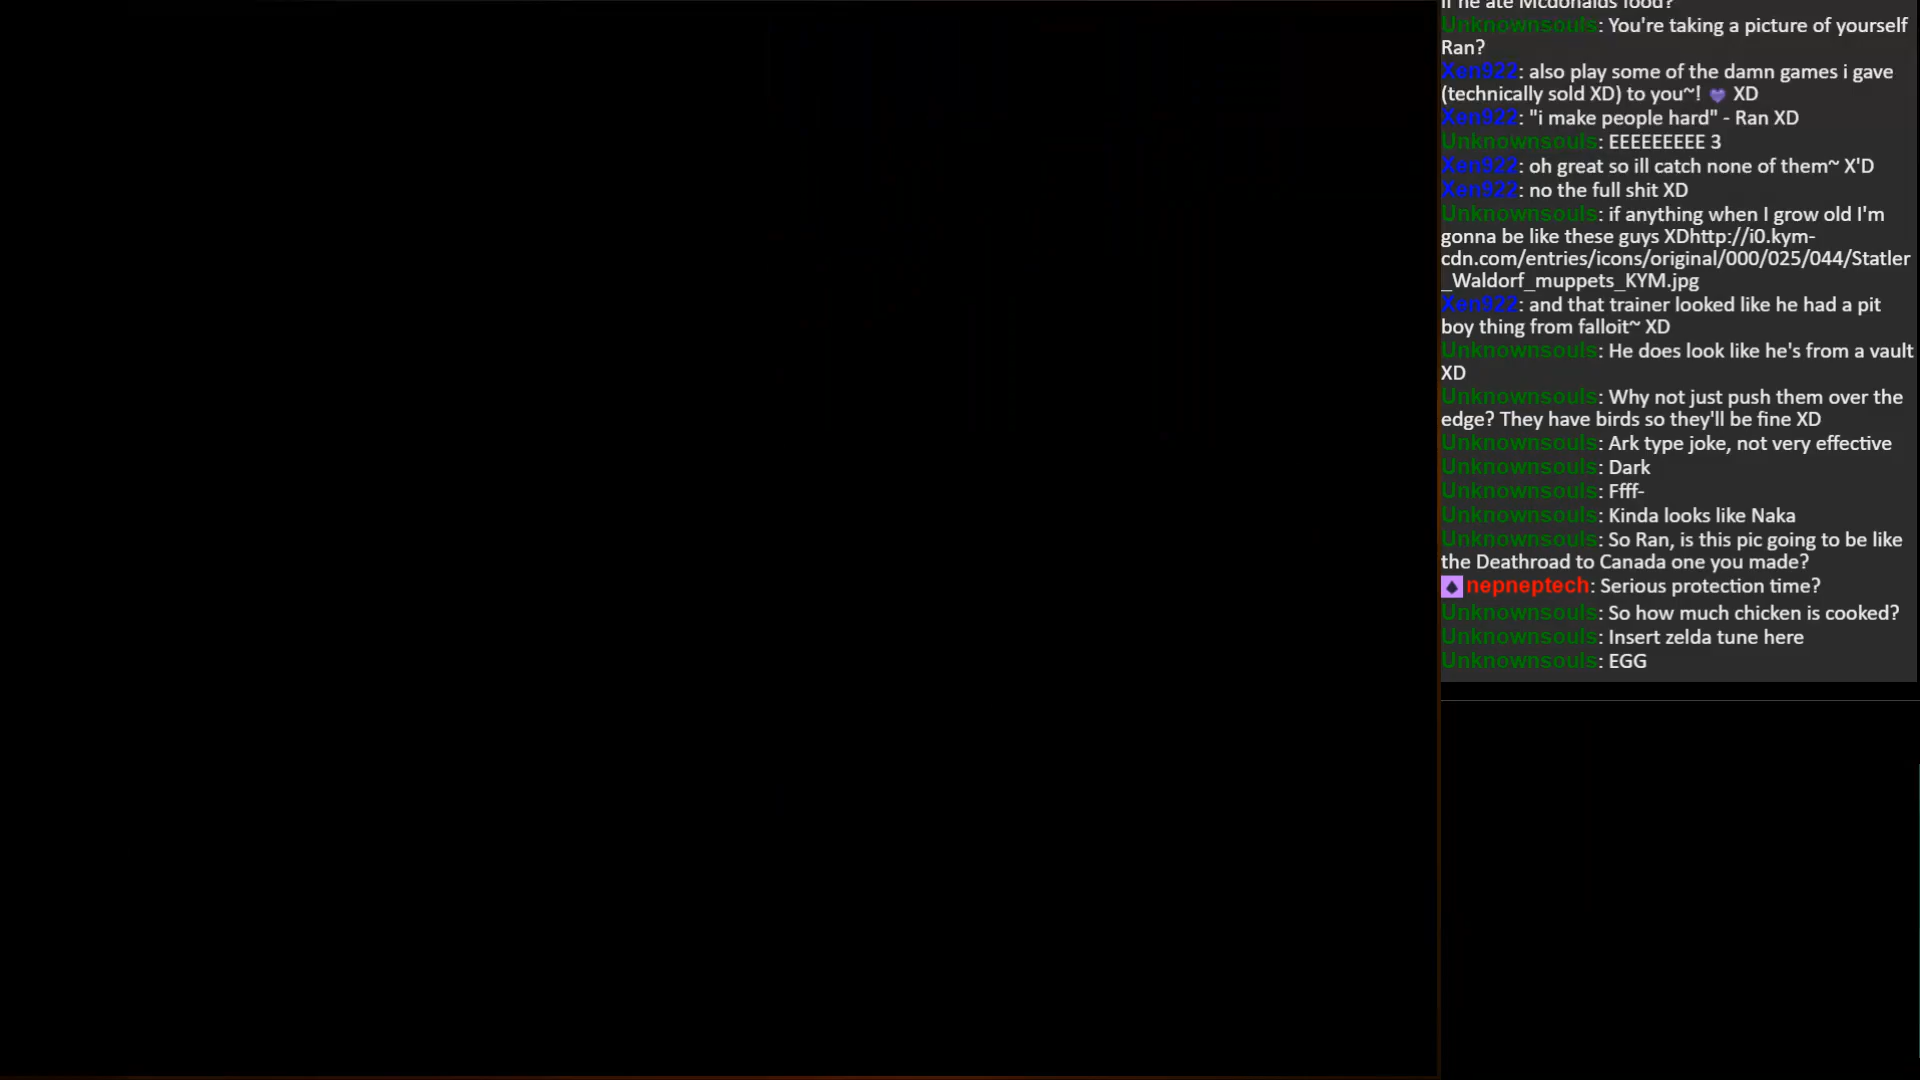 if he ate Mcdonalds food?
Unknownsouls: You're taking a picture of yourself
Ran?
Xen922: also play some of the damn games i gave
(technically sold XD) to you~! 💜 XD
Xen922: "i make people hard" - Ran XD
Unknownsouls: EEEEEEEEE 3
Xen922: oh great so ill catch none of them~ X'D
Xen922: no the full shit XD
Unknownsouls: if anything when I grow old I'm
gonna be like these guys XDhttp://i0.kym-
cdn.com/entries/icons/original/000/025/044/Statler
_Waldorf_muppets_KYM.jpg
Xen922: and that trainer looked like he had a pit
boy thing from falloit~ XD
Unknownsouls: He does look like he's from a vault
XD
Unknownsouls: Why not just push them over the
edge? They have birds so they'll be fine XD
Unknownsouls: Ark type joke, not very effective
Unknownsouls: Dark
Unknownsouls: Ffff-
Unknownsouls: Kinda looks like Naka
Unknownsouls: So Ran, is this pic going to be like
the Deathroad to Canada one you made?
nepneptech: Serious protection time?
Unknownsouls: So how much chicken is cooked?
Unknownsouls: Insert zelda tune here
Unknownsouls: EGG